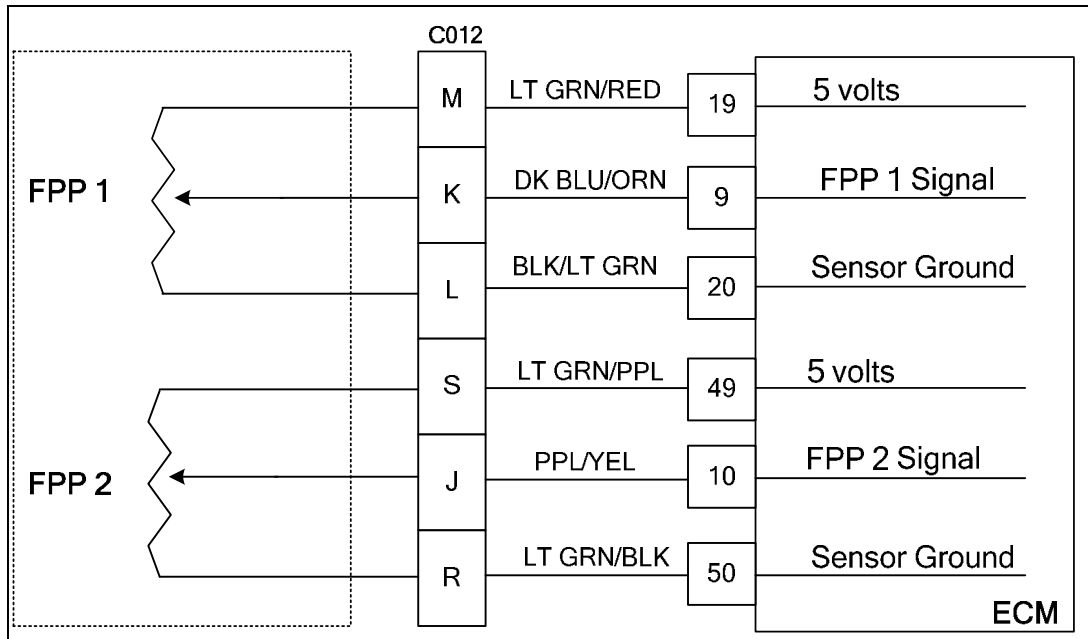 C012
M LT GRN/RED 19 5 volts
FPP 1 K DK BLU/ORN 9 FPP 1 Signal
L BLK/LT GRN 20 Sensor Ground
S LT GRN/PPL 49 5 volts
FPP 2 J PPL/YEL 10 FPP 2 Signal
R LT GRN/BLK 50 Sensor Ground
ECM